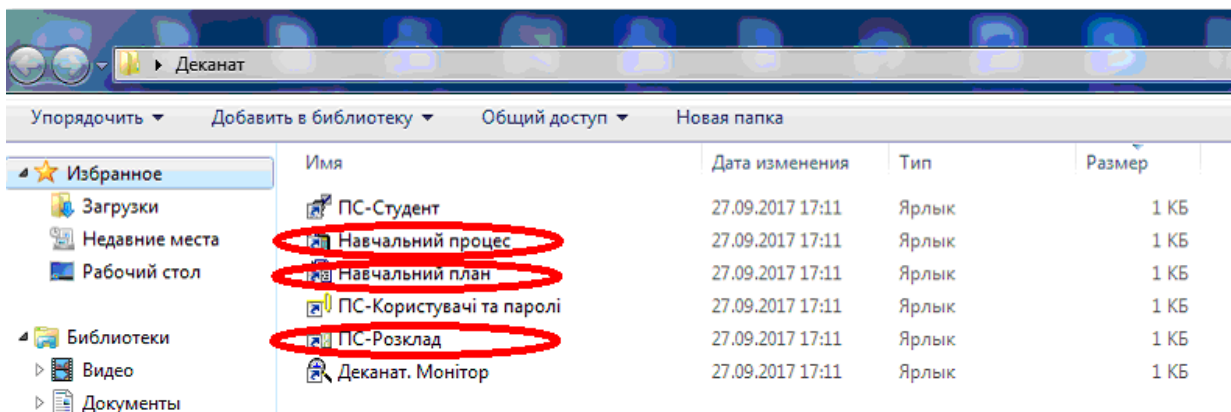 Деканат
Упорядочить Добавить в библиотеку Общий доступ Новая папка
Избранное
Загрузки
Недавние места
Рабочий стол
Библиотеки
Видео
Документы
Имя Дата изменения Тип Размер
ПС-Студент 27.09.2017 17:11 Ярлык 1 КБ
Навчальний процес 27.09.2017 17:11 Ярлык 1 КБ
Навчальний план 27.09.2017 17:11 Ярлык 1 КБ
ПС-Користувачі та паролі 27.09.2017 17:11 Ярлык 1 КБ
ПС-Розклад 27.09.2017 17:11 Ярлык 1 КБ
Деканат. Монітор 27.09.2017 17:11 Ярлык 1 КБ